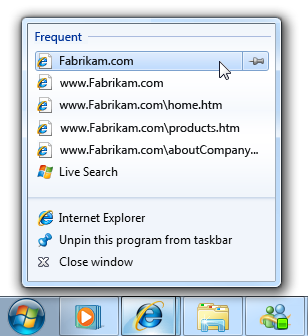 Frequent
Fabrikam.com
www.Fabrikam.com
www.Fabrikam.com\home.htm
www.Fabrikam.com\products.htm
www.Fabrikam.com\aboutCompany...
Live Search
Internet Explorer
Unpin this program from taskbar
Close window